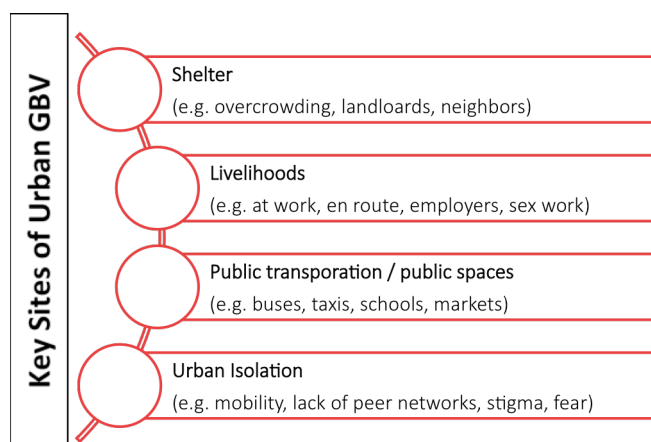 Key Sites of Urban GBV
Shelter
(e.g. overcrowding, landloards, neighbors)
Livelihoods
(e.g. at work, en route, employers, sex work)
Public transporation / public spaces
(e.g. buses, taxis, schools, markets)
Urban Isolation
(e.g. mobility, lack of peer networks, stigma, fear)